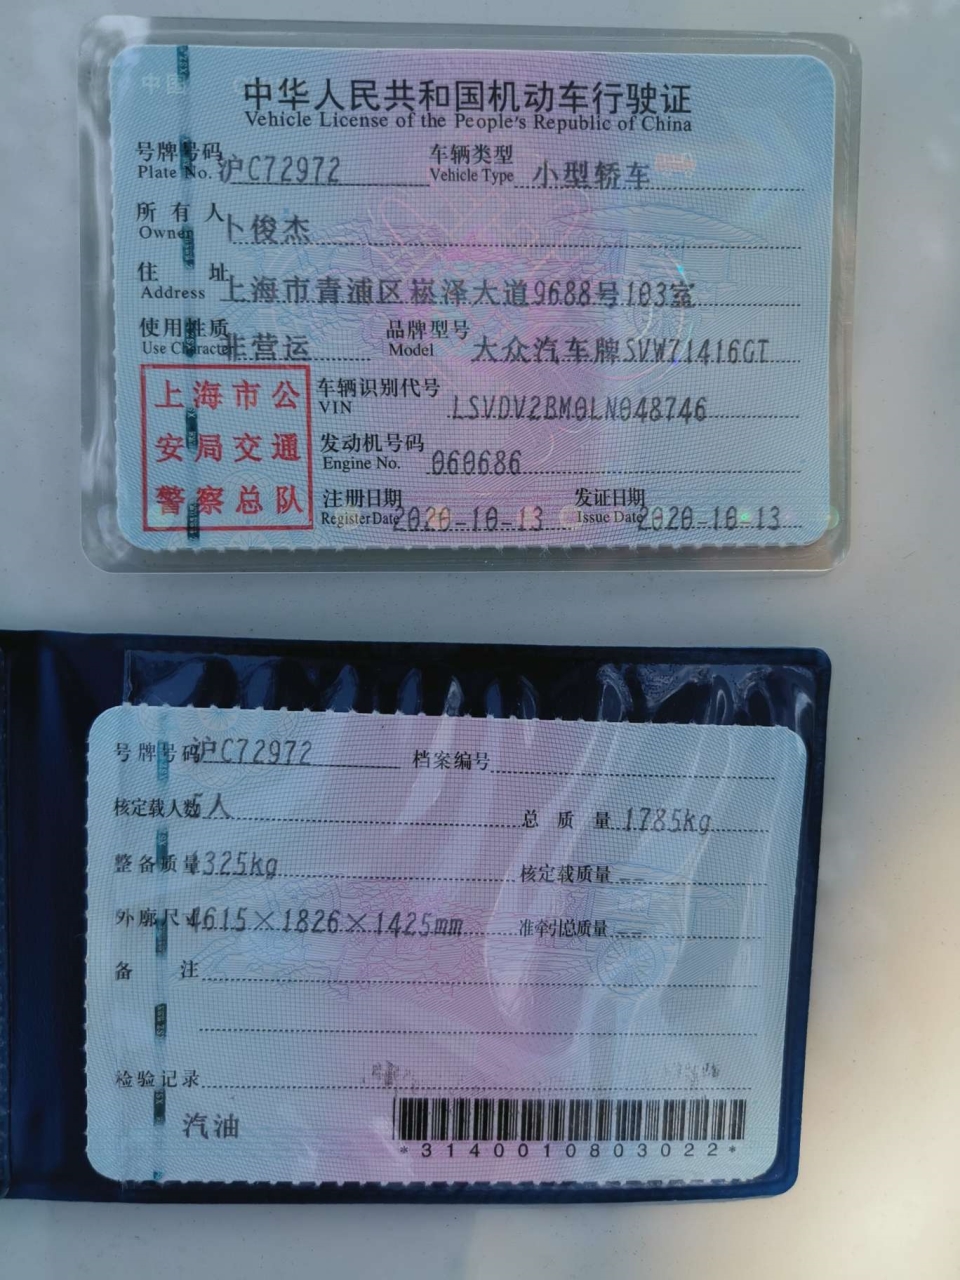 中华人民共和国机动车行驶证
Vehicle License of the People's Republic of China
号牌号码 沪C72972 车辆类型 小型轿车
Plate No. Vehicle Type
所有人 卜俊杰
Owner
住址 上海市青浦区崧泽大道9688号103室
Address
使用性质 非营运 品牌型号 大众汽车牌SVW71416GT
Use Character Model
上海市公
安局交通
警察总队
车辆识别代号 LSVDV2BM0LN048746
VIN
发动机号码 060686
Engine No.
注册日期 2020-10-13 发证日期 2020-10-13
Register Date Issue Date
号牌号码 沪C72972 档案编号
核定载人数 5人 总质量 1785kg
整备质量 1325kg 核定载质量 --
外廓尺寸 4615×1826×1425mm 准牵引总质量 --
备注
检验记录
汽油
*3140010803022*